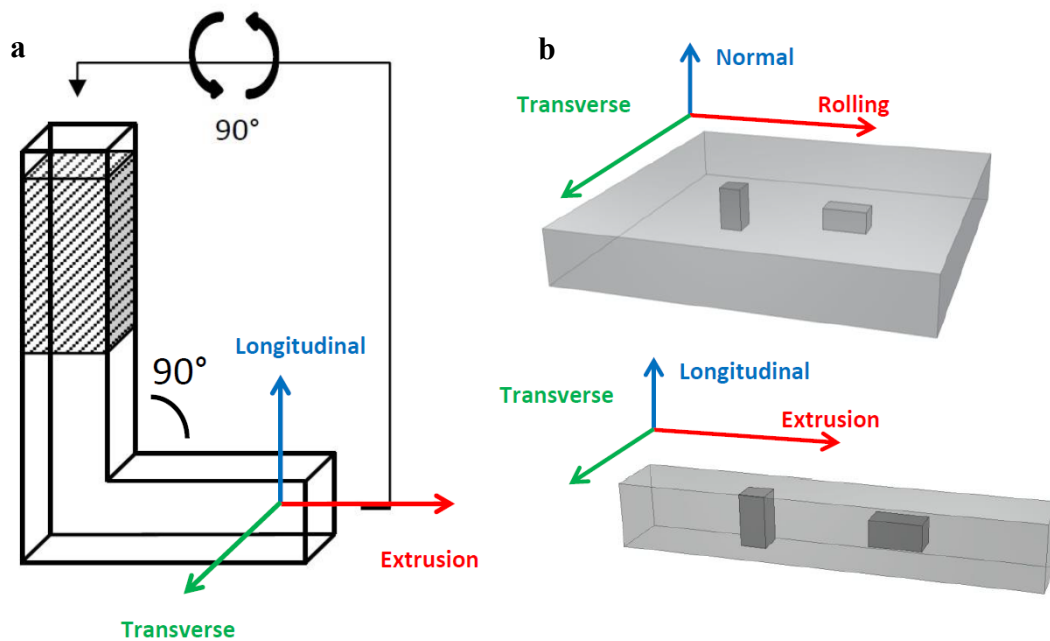 a
90°
90°
Longitudinal
Extrusion
Transverse
b
Normal
Transverse
Rolling
Longitudinal
Transverse
Extrusion